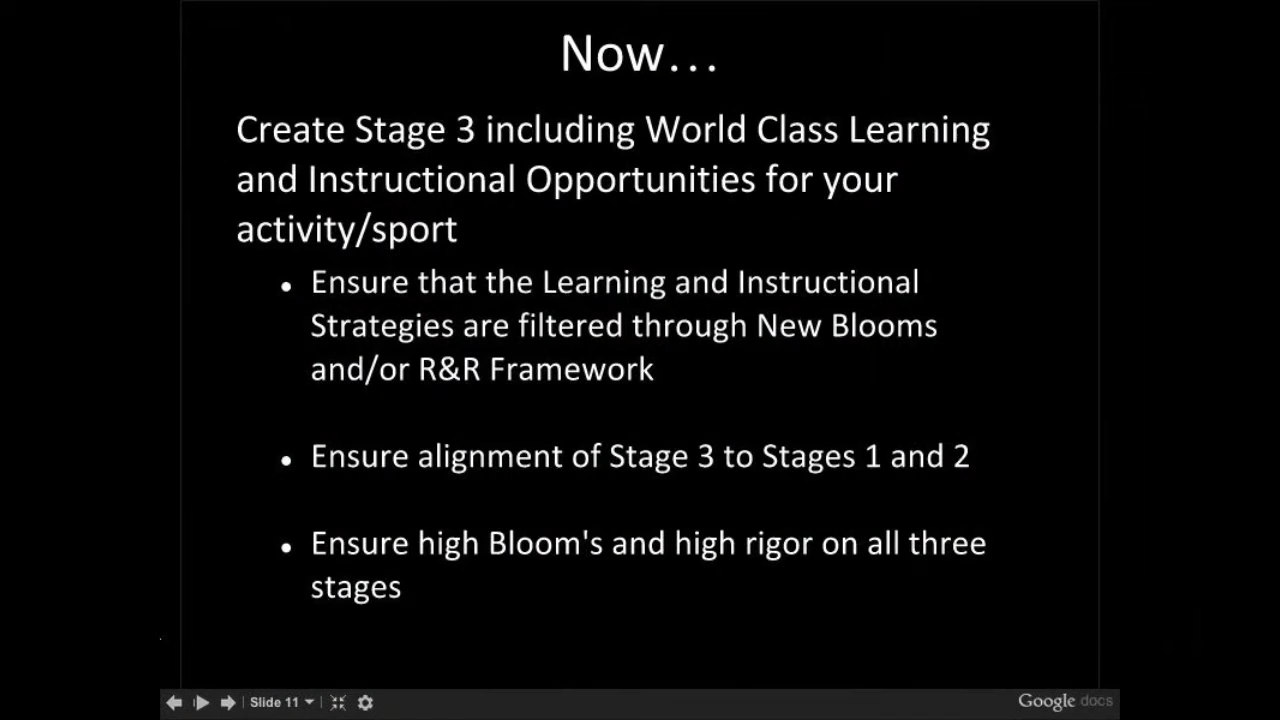 Now...
Create Stage 3 including World Class Learning
and Instructional Opportunities for your
activity/sport
• Ensure that the Learning and Instructional
Strategies are filtered through New Blooms
and/or R&R Framework
• Ensure alignment of Stage 3 to Stages 1 and 2
• Ensure high Bloom's and high rigor on all three
stages
Slide 11
Google docs